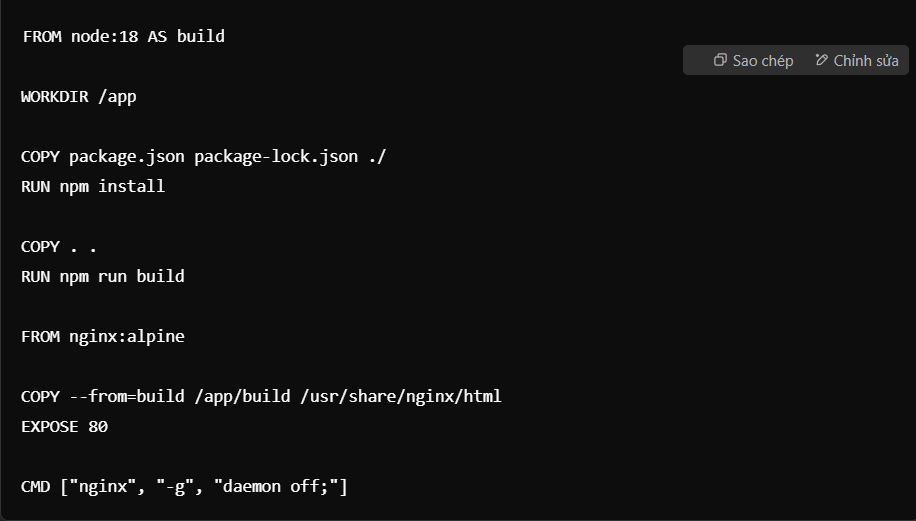 FROM node:18 AS build
Sao chép
Chỉnh sửa
WORKDIR /app
COPY package.json package-lock.json ./
RUN npm install
COPY . .
RUN npm run build
FROM nginx:alpine
COPY --from=build /app/build /usr/share/nginx/html
EXPOSE 80
CMD ["nginx", "-g", "daemon off;"]